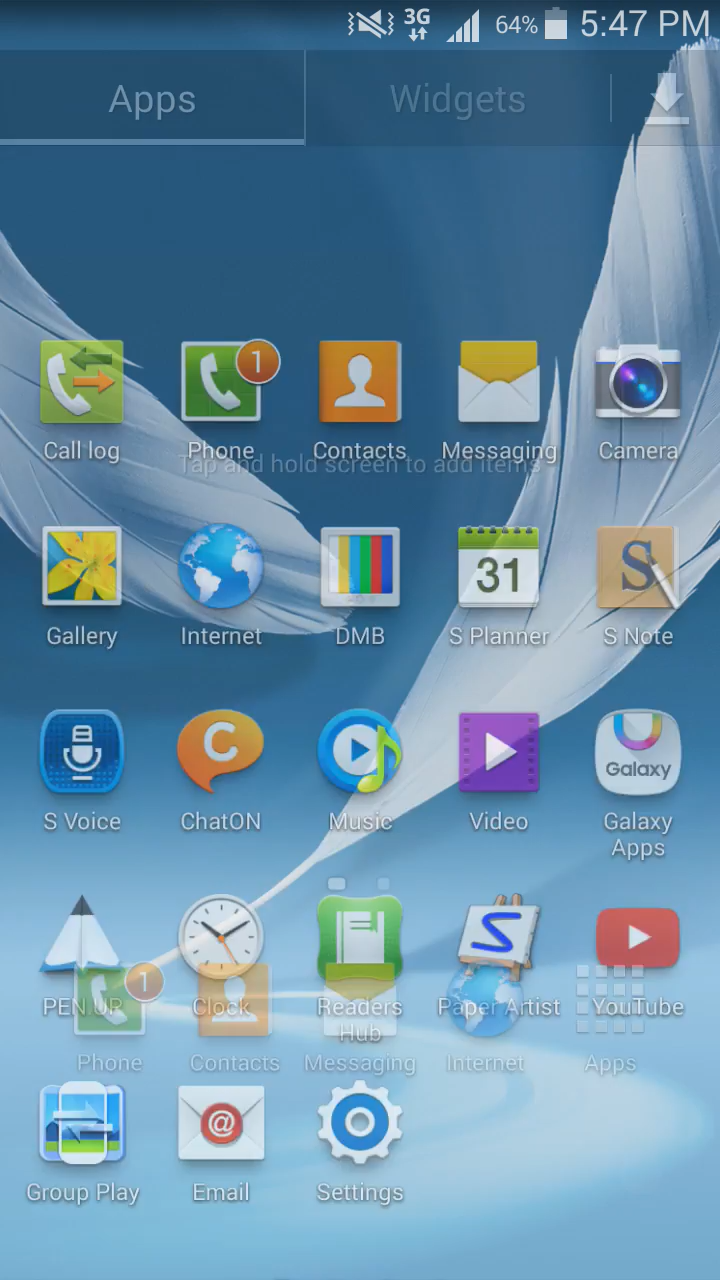 3G 64% 5:47 PM
Apps Widgets
1
Call log Phone Contacts Messaging Camera
Tap and hold screen to add items
31 S
Gallery Internet DMB S Planner S Note
C Galaxy
S Voice ChatON Music Video Galaxy Apps
S
1
PEN UP Clock Readers Hub Paper Artist YouTube
Phone Contacts Messaging Internet Apps
@
Group Play Email Settings